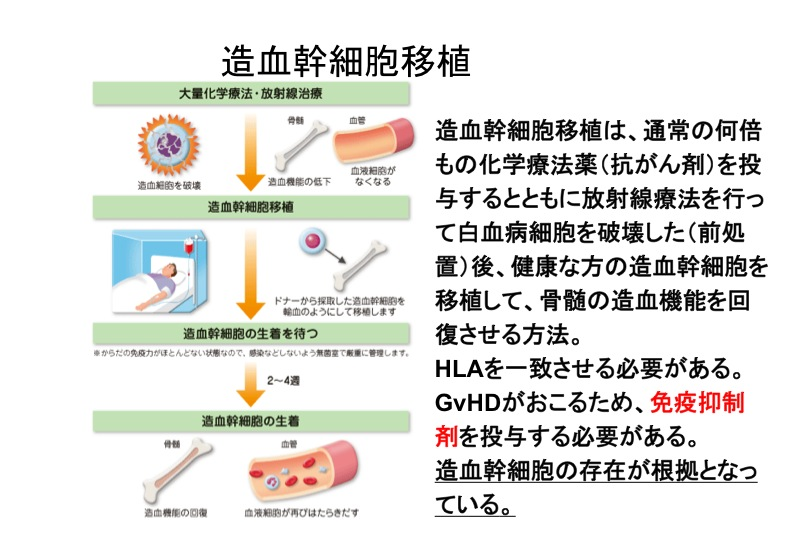 造血幹細胞移植
大量化学療法・放射線治療
骨髄
血管
造血細胞を破壊
造血機能の低下
血液細胞が
なくなる
造血幹細胞移植
ドナーから採取した造血幹細胞を
輸血のようにして移植します
造血幹細胞の生着を待つ
※からだの免疫力がほとんどない状態なので、感染などしないよう無菌室で厳重に管理します。
2〜4週
造血幹細胞の生着
骨髄
血管
造血機能の回復
血液細胞が再びはたらきだす
造血幹細胞移植は、通常の何倍
もの化学療法薬（抗がん剤）を投
与するとともに放射線療法を行っ
て白血病細胞を破壊した（前処
置）後、健康な方の造血幹細胞を
移植して、骨髄の造血機能を回
復させる方法。
HLAを一致させる必要がある。
GvHDがおこるため、免疫抑制
剤を投与する必要がある。
造血幹細胞の存在が根拠となっ
ている。